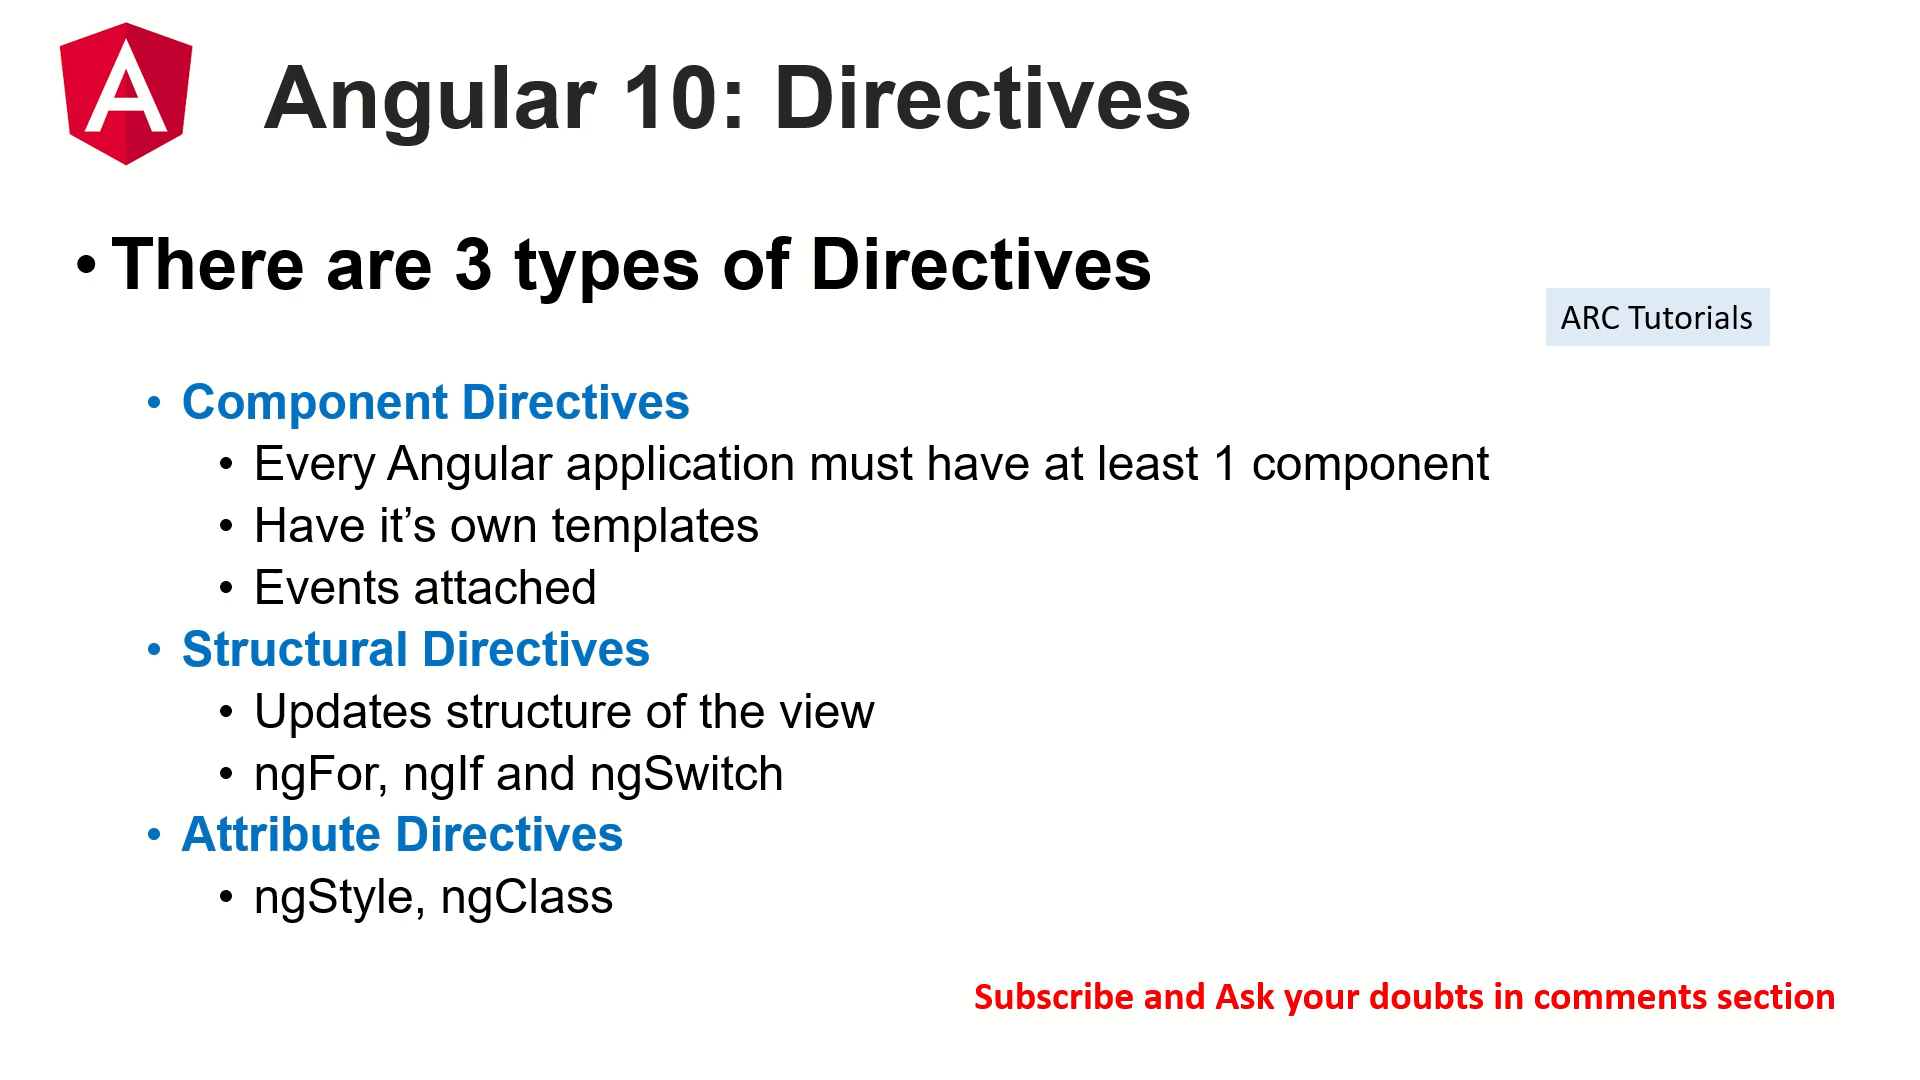 Angular 10: Directives
• There are 3 types of Directives
ARC Tutorials
• Component Directives
• Every Angular application must have at least 1 component
• Have it’s own templates
• Events attached
• Structural Directives
• Updates structure of the view
• ngFor, ngIf and ngSwitch
• Attribute Directives
• ngStyle, ngClass
Subscribe and Ask your doubts in comments section